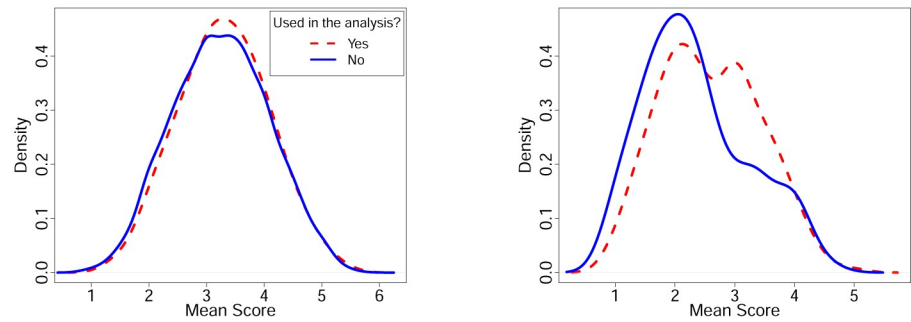 Used in the analysis?
Yes
No
Density
0.0 0.1 0.2 0.3 0.4
1 2 3 4 5 6
Mean Score
Density
0.0 0.1 0.2 0.3 0.4
1 2 3 4 5
Mean Score